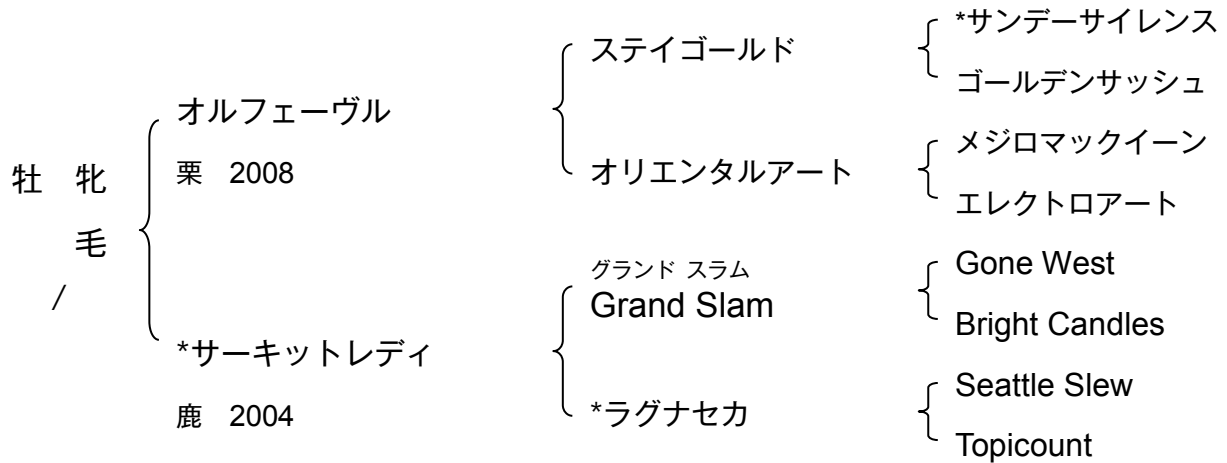 牡 牝
毛
/
オルフェーヴル
栗 2008
*サーキットレディ
鹿 2004
ステイゴールド
オリエンタルアート
グランド スラム
Grand Slam
*ラグナセカ
*サンデーサイレンス
ゴールデンサッシュ
メジロマックイーン
エレクトロアート
Gone West
Bright Candles
Seattle Slew
Topicount